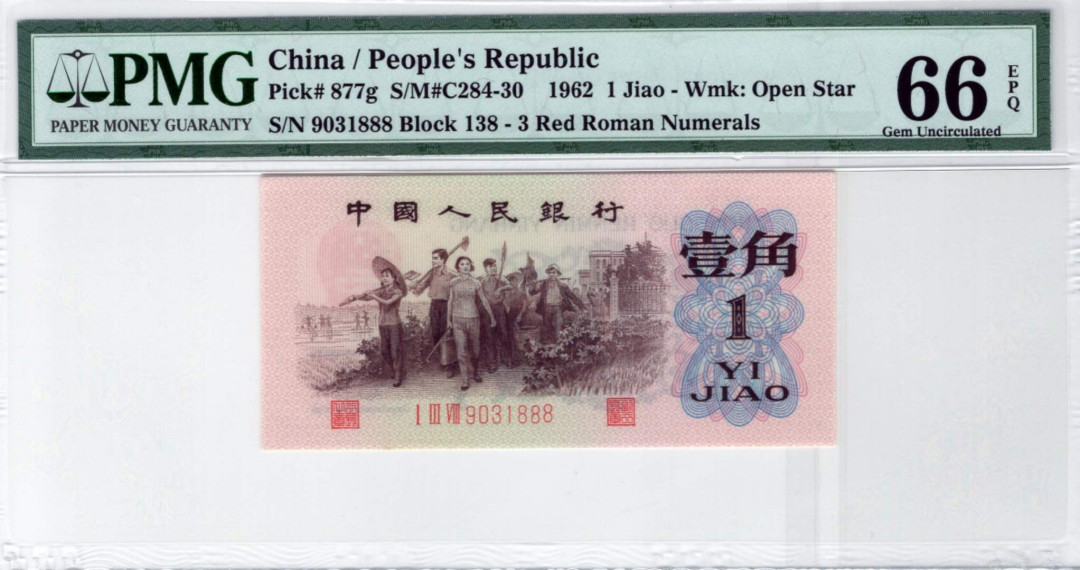 PMG
PAPER MONEY GUARANTY
China / People's Republic
Pick# 877g S/M#C284-30 1962 1 Jiao - Wmk: Open Star
S/N 9031888 Block 138 - 3 Red Roman Numerals
66 EPQ
Gem Uncirculated
中國人民銀行
壹角
1
YI
JIAO
I III VIII 9031888